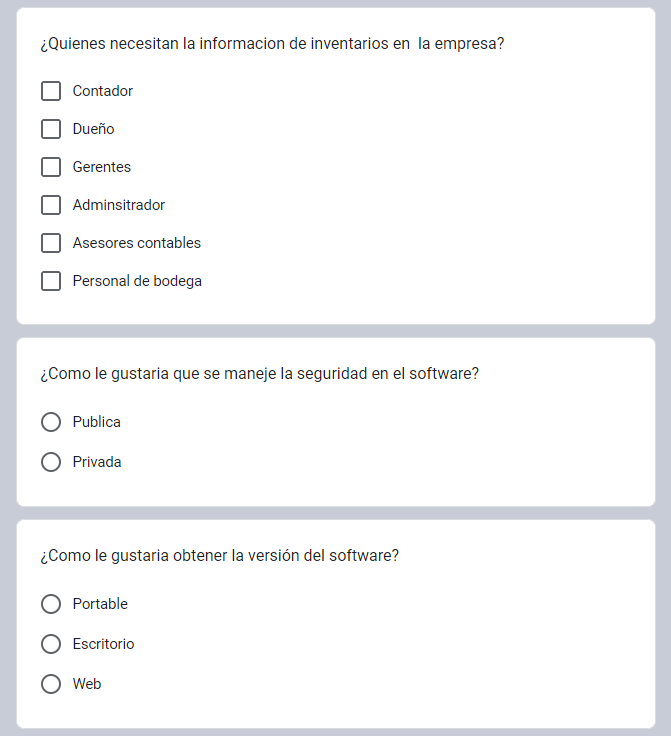 ¿Quienes necesitan la informacion de inventarios en  la empresa?
Contador
Dueño
Gerentes
Adminsitrador
Asesores contables
Personal de bodega
¿Como le gustaria que se maneje la seguridad en el software?
Publica
Privada
¿Como le gustaria obtener la versión del software?
Portable
Escritorio
Web